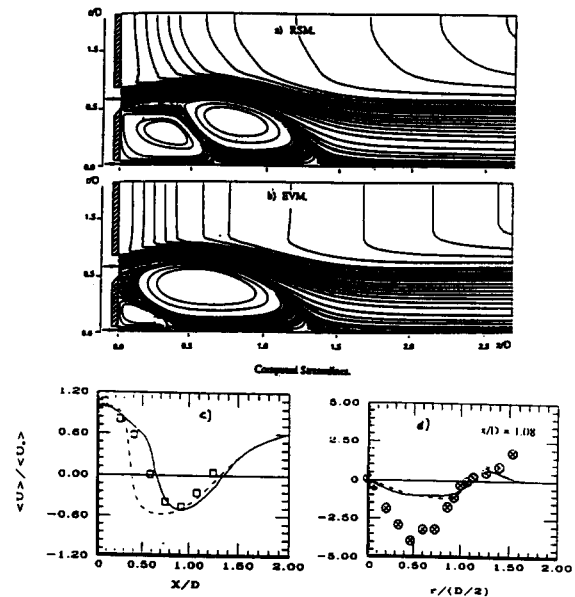 r/D
a) RSM.
1.5
0.5
0.0
r/D
b) EVM.
1.5
0.5
0.0
0.0 0.5 1.0 1.5 2.0
Computed Streamlines.
1.20
0.60
0.00
-0.60
-1.20
<U>/<U
c)
0.00 0.50 1.00 1.50 2.00
X/D
5.00
2.50
0.00
-2.50
-5.00
d)
x/D = 1.08
0.00 0.50 1.00 1.50 2.00
r/(D/2)